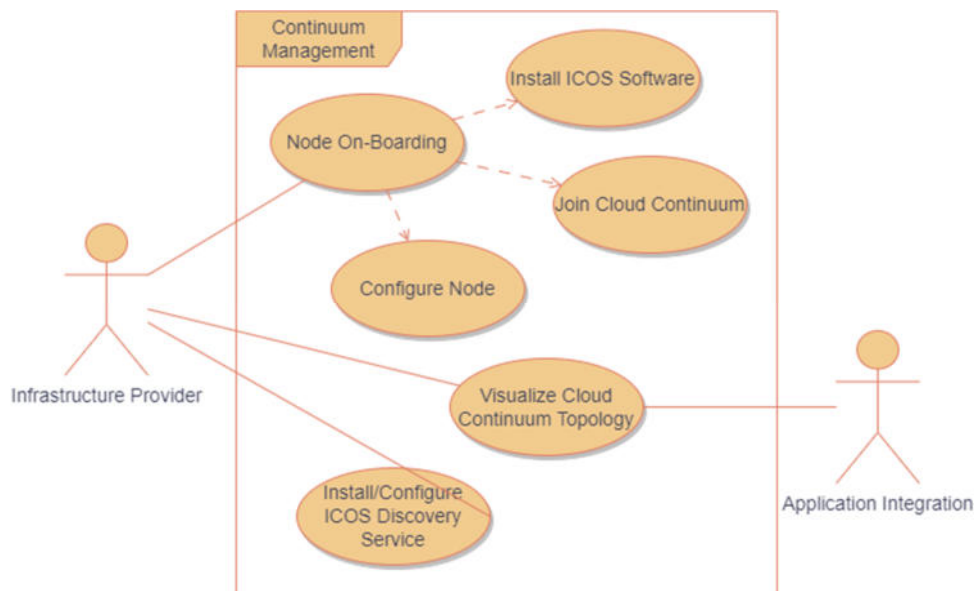 Continuum
Management
Install ICOS Software
Node On-Boarding
Join Cloud Continuum
Configure Node
Infrastructure Provider
Visualize Cloud
Continuum Topology
Install/Configure
ICOS Discovery
Service
Application Integration